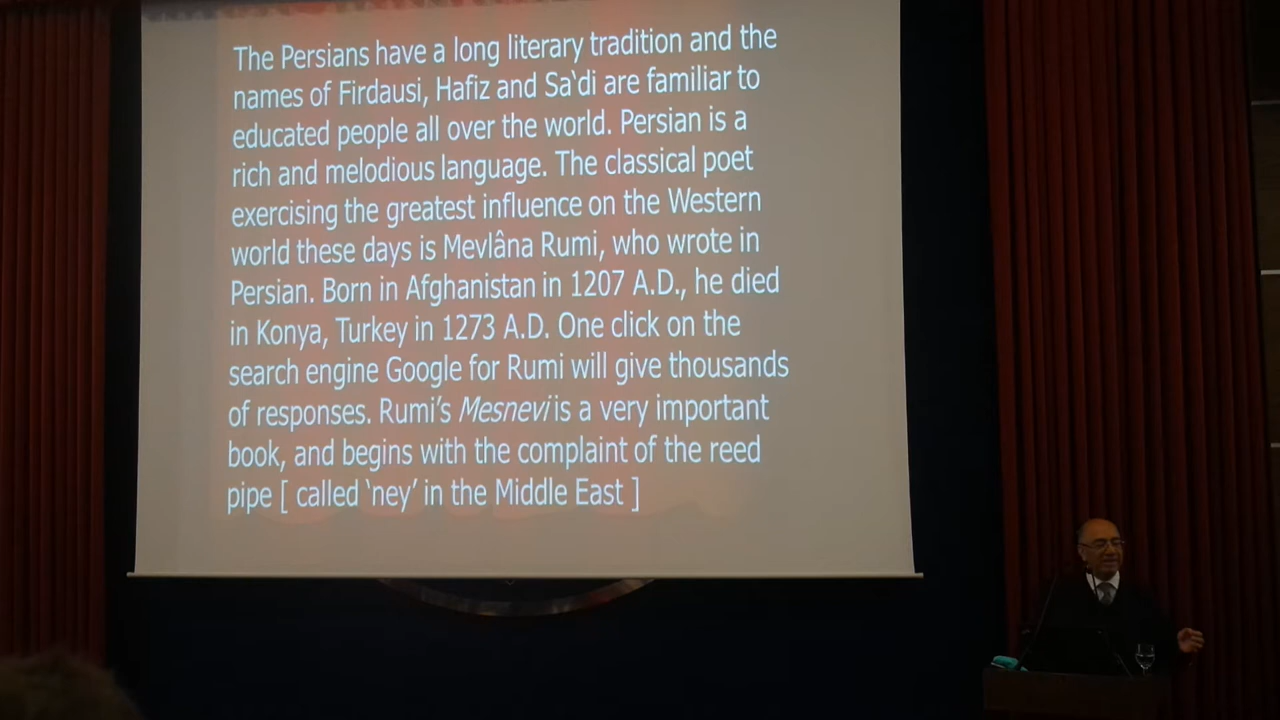 The Persians have a long literary tradition and the
names of Firdausi, Hafiz and Sa‛di are familiar to
educated people all over the world. Persian is a
rich and melodious language. The classical poet
exercising the greatest influence on the Western
world these days is Mevlâna Rumi, who wrote in
Persian. Born in Afghanistan in 1207 A.D., he died
in Konya, Turkey in 1273 A.D. One click on the
search engine Google for Rumi will give thousands
of responses. Rumi’s Mesnevi is a very important
book, and begins with the complaint of the reed
pipe [ called ‛ney’ in the Middle East ]